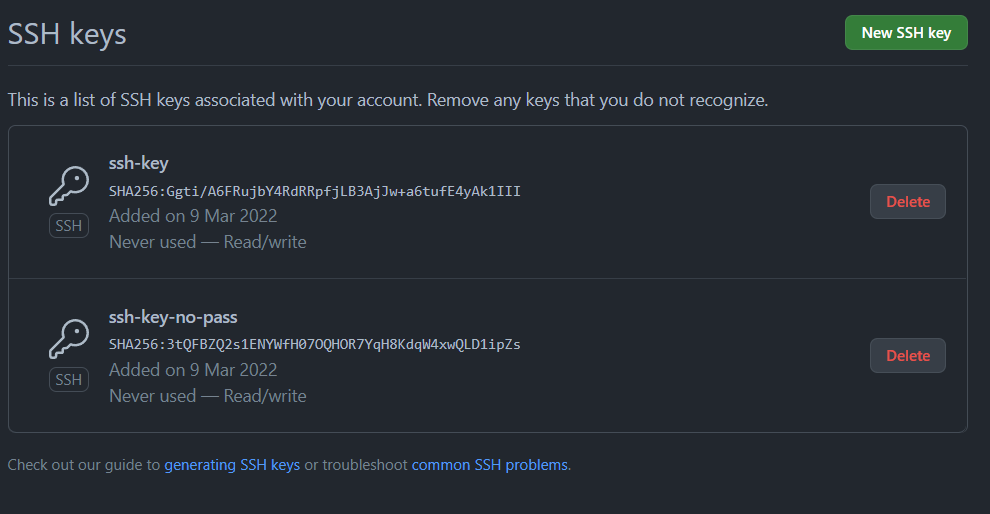 SSH keys
New SSH key
This is a list of SSH keys associated with your account. Remove any keys that you do not recognize.
ssh-key
SHA256:Ggti/A6FRujbY4RdRRpfjLB3AjJw+a6tufE4yAk1III
Added on 9 Mar 2022
Never used — Read/write
SSH
Delete
ssh-key-no-pass
SHA256:3tQFBZQ2s1ENYWfH07OQHOR7YqH8KdqW4xwQLD1ipZs
Added on 9 Mar 2022
Never used — Read/write
SSH
Delete
Check out our guide to generating SSH keys or troubleshoot common SSH problems.